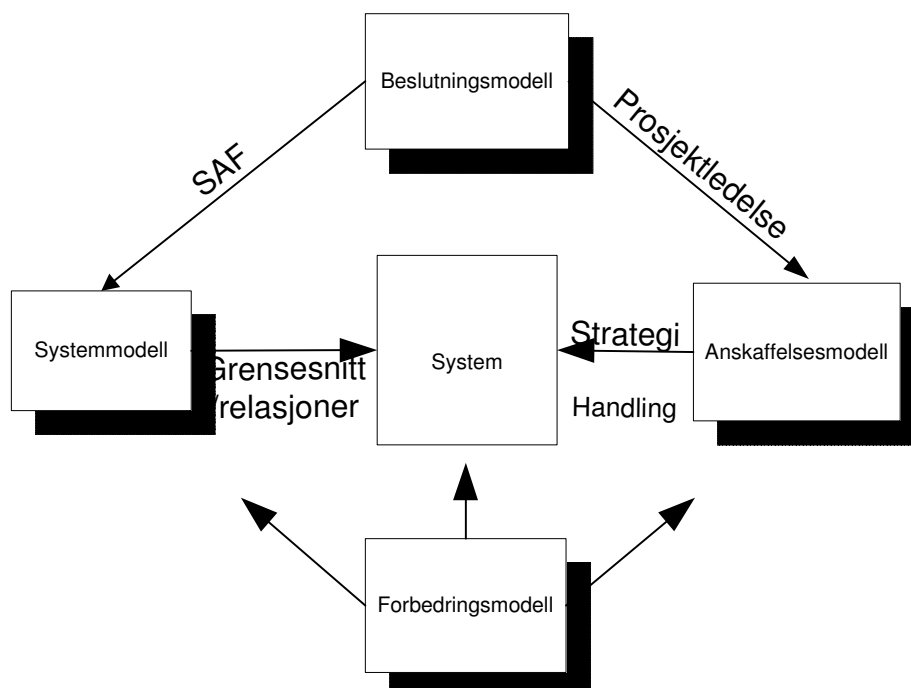 Beslutningsmodell
SAF
Prosjektledelse
Systemmodell
Grensesnitt
/relasjoner
System
Strategi
Handling
Anskaffelsesmodell
Forbedringsmodell